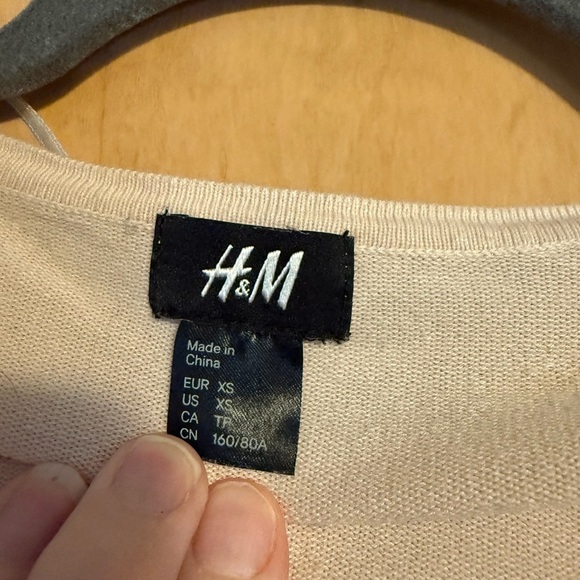 H&M
Made in
China
EUR XS
US XS
CA TP
CN 160/80A